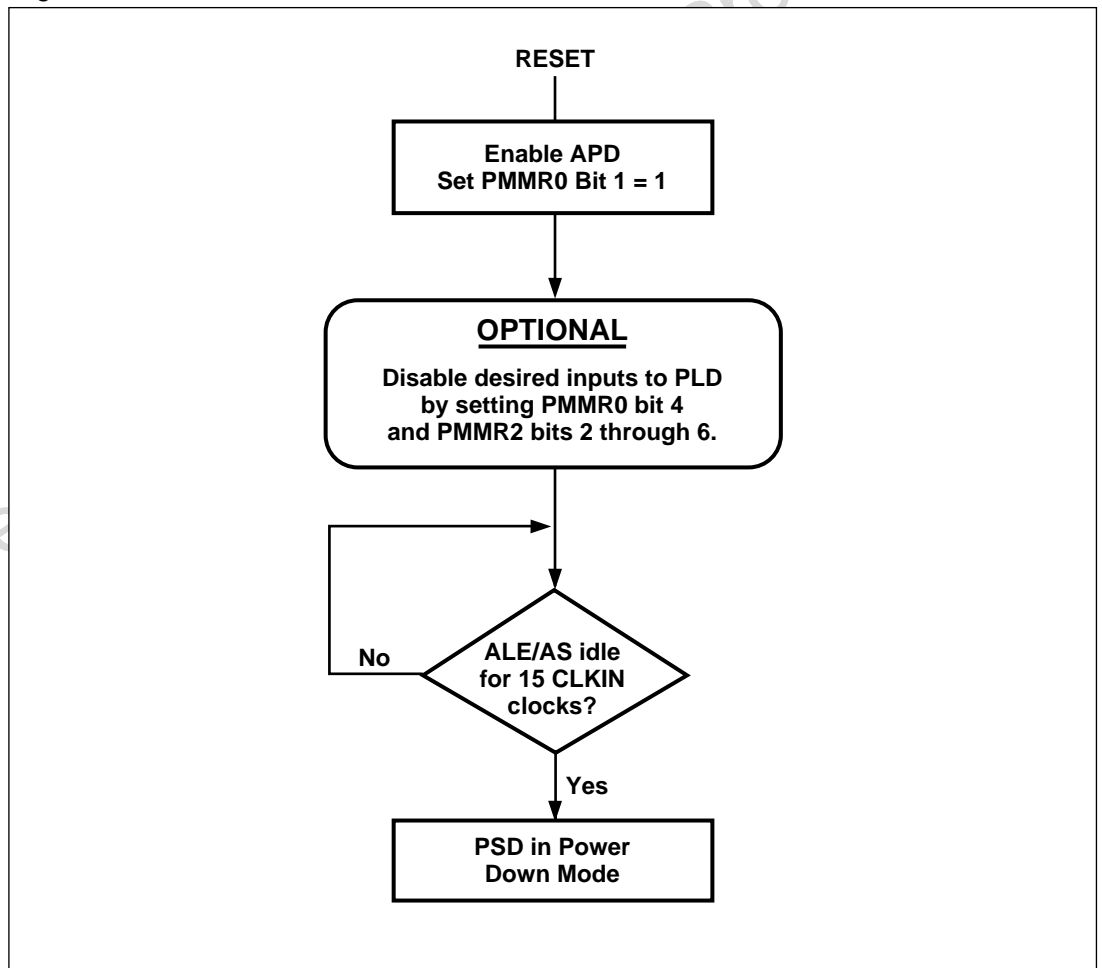 RESET
Enable APD
Set PMMR0 Bit 1 = 1
OPTIONAL
Disable desired inputs to PLD
by setting PMMR0 bit 4
and PMMR2 bits 2 through 6.
No
ALE/AS idle
for 15 CLKIN
clocks?
Yes
PSD in Power
Down Mode